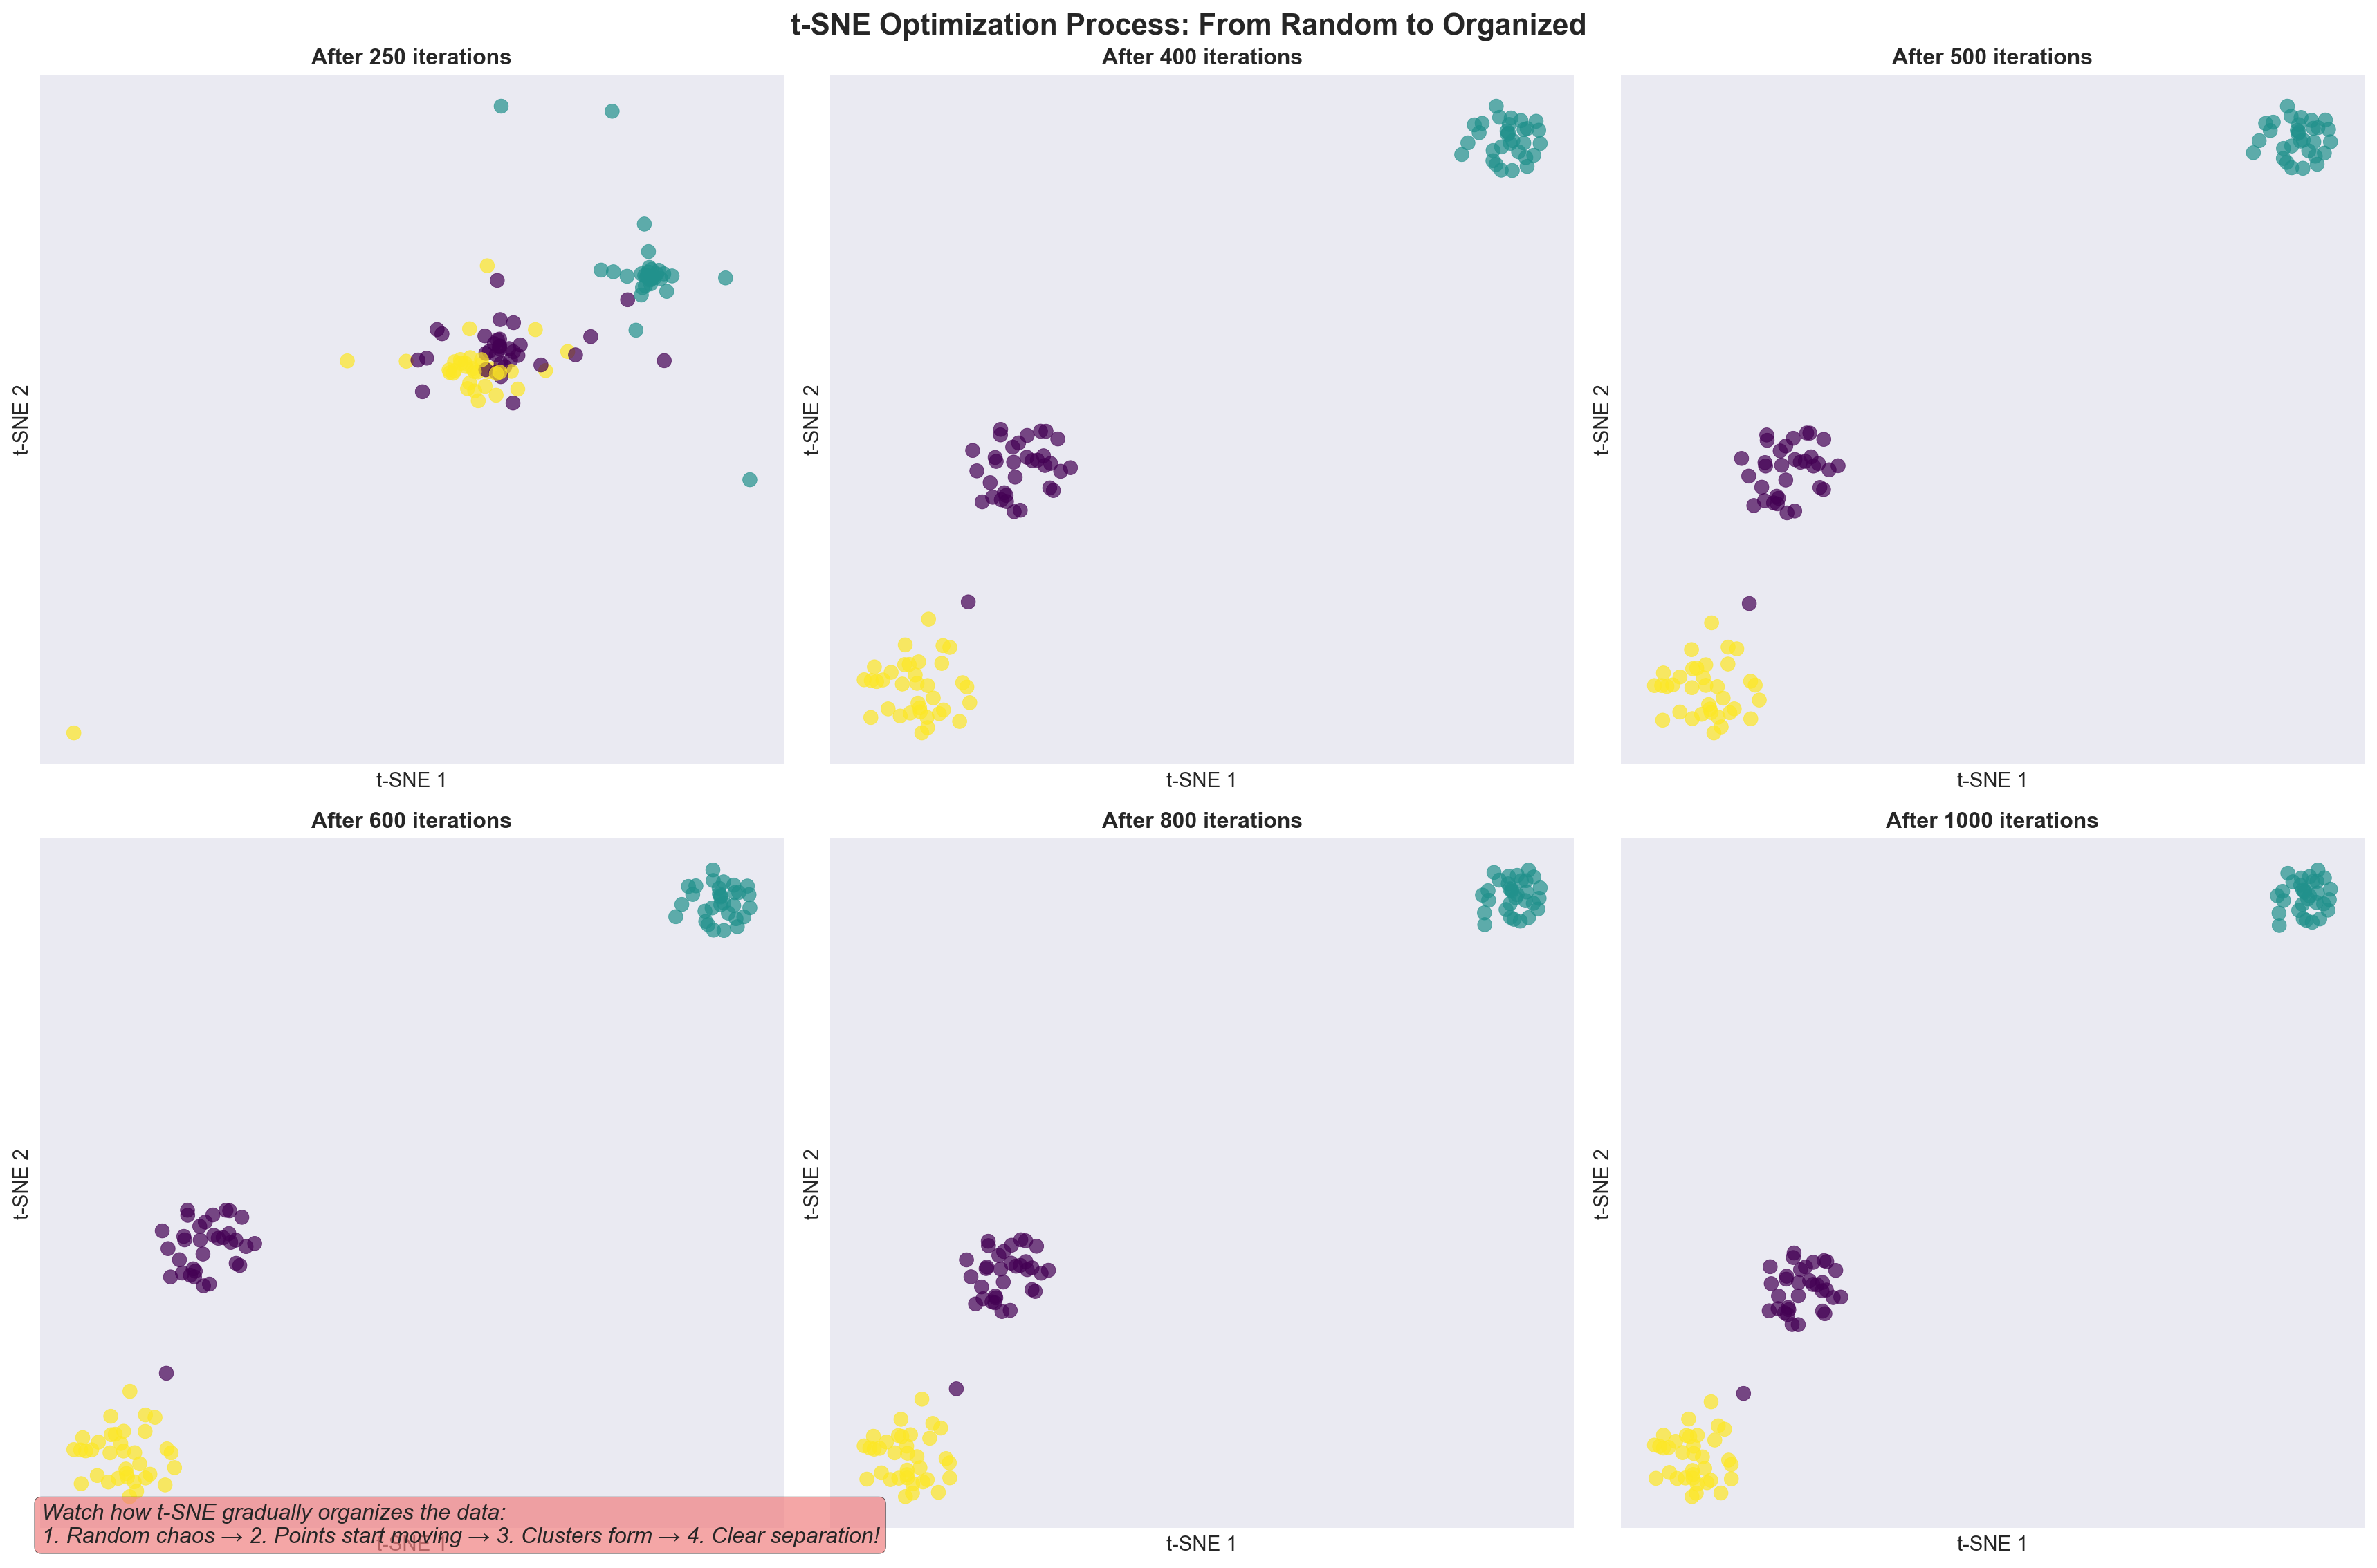 t-SNE Optimization Process: From Random to Organized
After 250 iterations
After 400 iterations
After 500 iterations
t-SNE 2
t-SNE 2
t-SNE 2
t-SNE 1
t-SNE 1
t-SNE 1
After 600 iterations
After 800 iterations
After 1000 iterations
t-SNE 2
t-SNE 2
t-SNE 2
Watch how t-SNE gradually organizes the data:
1. Random chaos → 2. Points start moving → 3. Clusters form → 4. Clear separation!
t-SNE 1
t-SNE 1
t-SNE 1